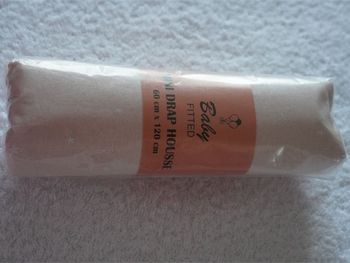 Baby
FITTED
DRAP HOUSSE
60 cm x 120 cm